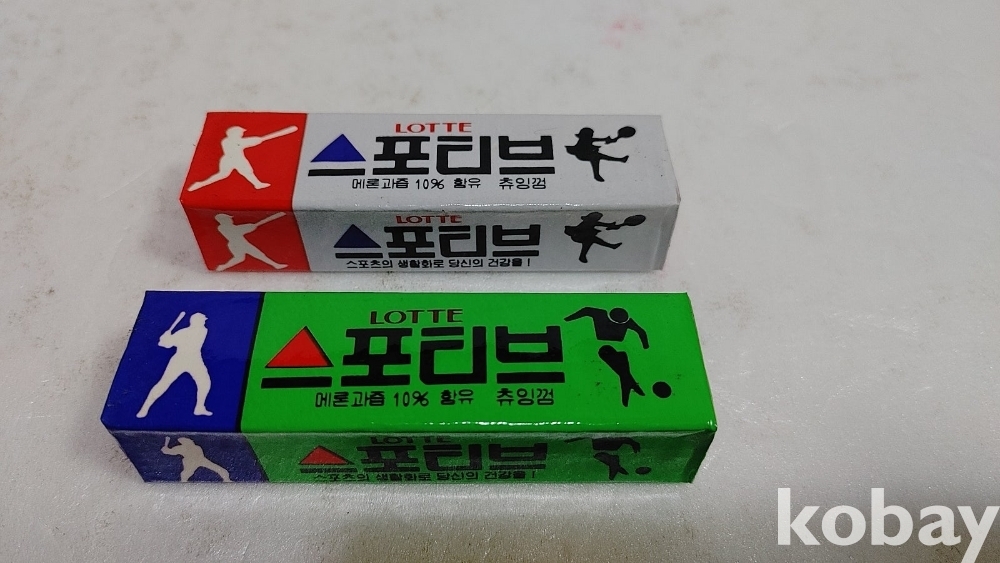 LOTTE
스포티브
메론과즙 10% 함유 츄잉껌
LOTTE
스포티브
스포츠의 생활화로 당신의 건강을!
LOTTE
스포티브
메론과즙 10% 함유 츄잉껌
LOTTE
스포티브
스포츠의 생활화로 당신의 건강을!
kobay